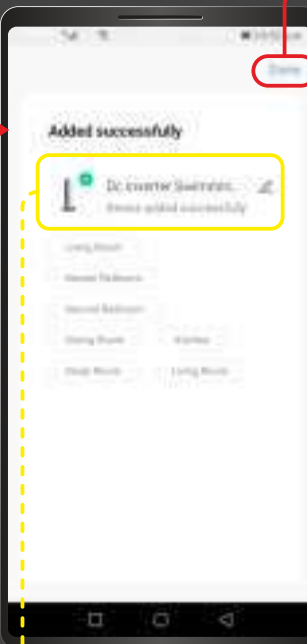 Done
Added successfully
Dc Inverter Swimmin...
Device added successfully
Living Room
Master Bedroom
Second Bedroom
Dining Room Kitchen
Study Room Living Room